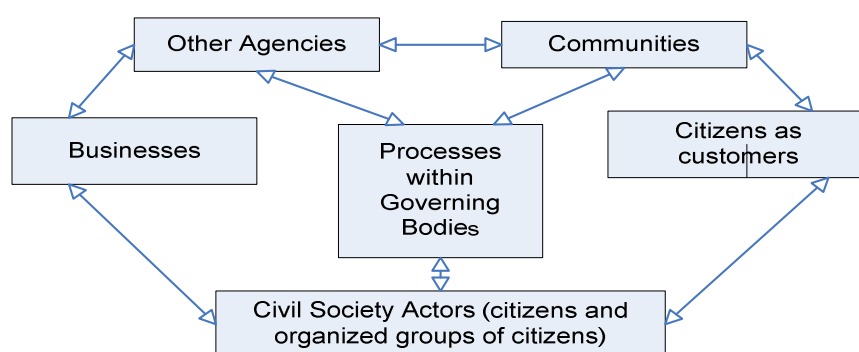 Other Agencies
Communities
Businesses
Processes
within
Governing
Bodies
Citizens as
customers
Civil Society Actors (citizens and
organized groups of citizens)